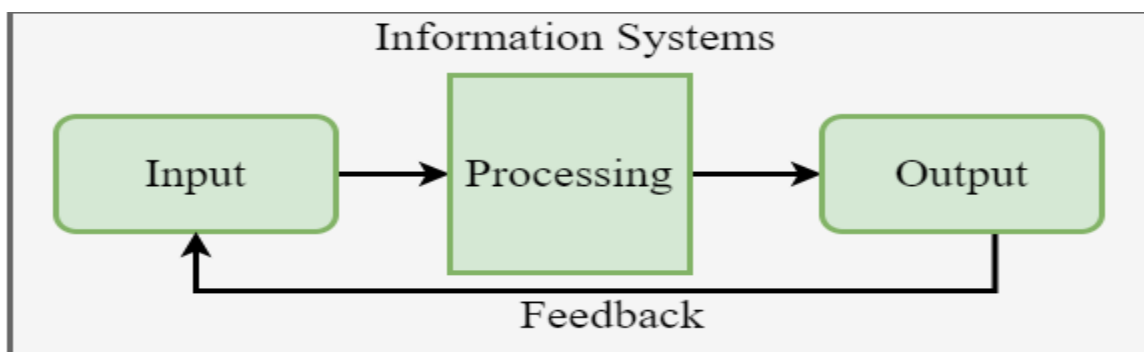 Information Systems
Input
Processing
Output
Feedback